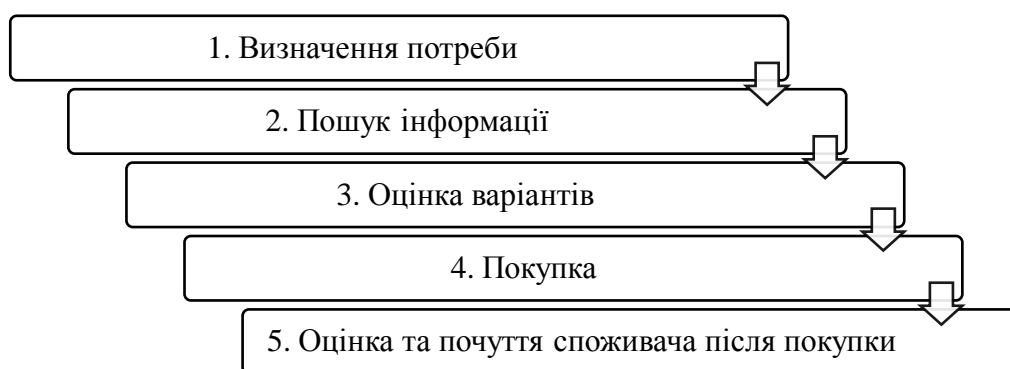 1. Визначення потреби
2. Пошук інформації
3. Оцінка варіантів
4. Покупка
5. Оцінка та почуття споживача після покупки